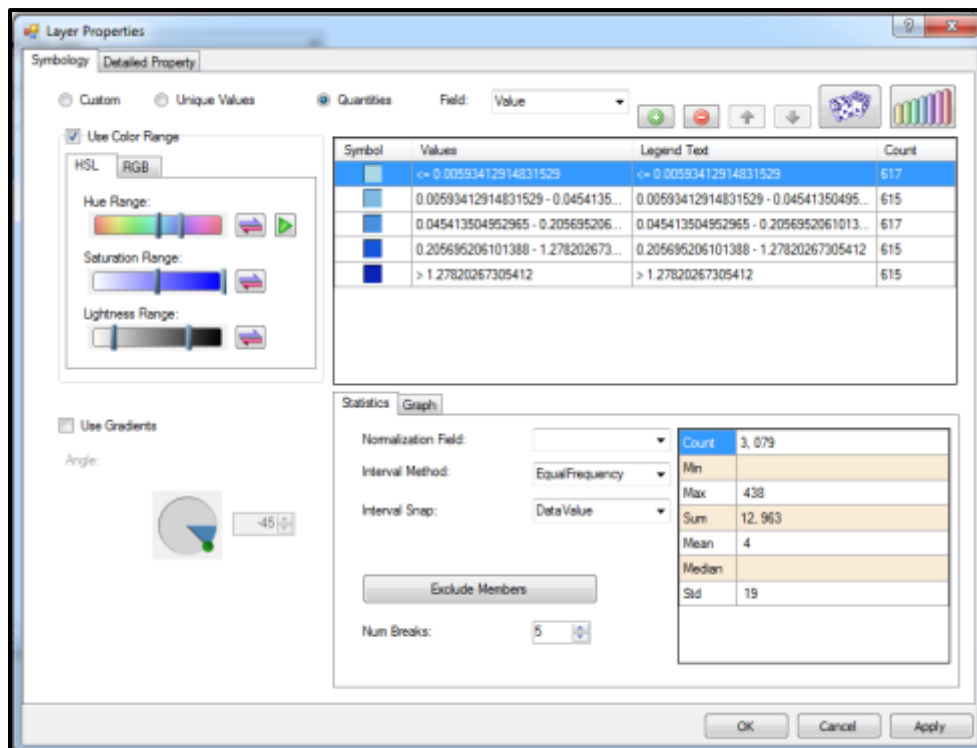 Layer Properties
Symbology Detailed Property
Custom Unique Values Quantities Field: Value
Use Color Range
HSL RGB
Hue Range:
Saturation Range:
Lightness Range:
Symbol Values Legend Text Count
<= 0.00593412914831529 <= 0.00593412914831529 617
0.00593412914831529 - 0.0454135... 0.00593412914831529 - 0.04541350495... 615
0.045413504952965 - 0.205695206... 0.045413504952965 - 0.2056952061013... 617
0.205695206101388 - 1.278202673... 0.205695206101388 - 1.27820267305412 615
> 1.27820267305412 > 1.27820267305412 615
Use Gradients
Angle:
-45
Statistics Graph
Normalization Field:
Interval Method: EqualFrequency
Interval Snap: DataValue
Exclude Members
Num Breaks: 5
Count 3, 079
Min
Max 438
Sum 12, 963
Mean 4
Median
Std 19
OK Cancel Apply